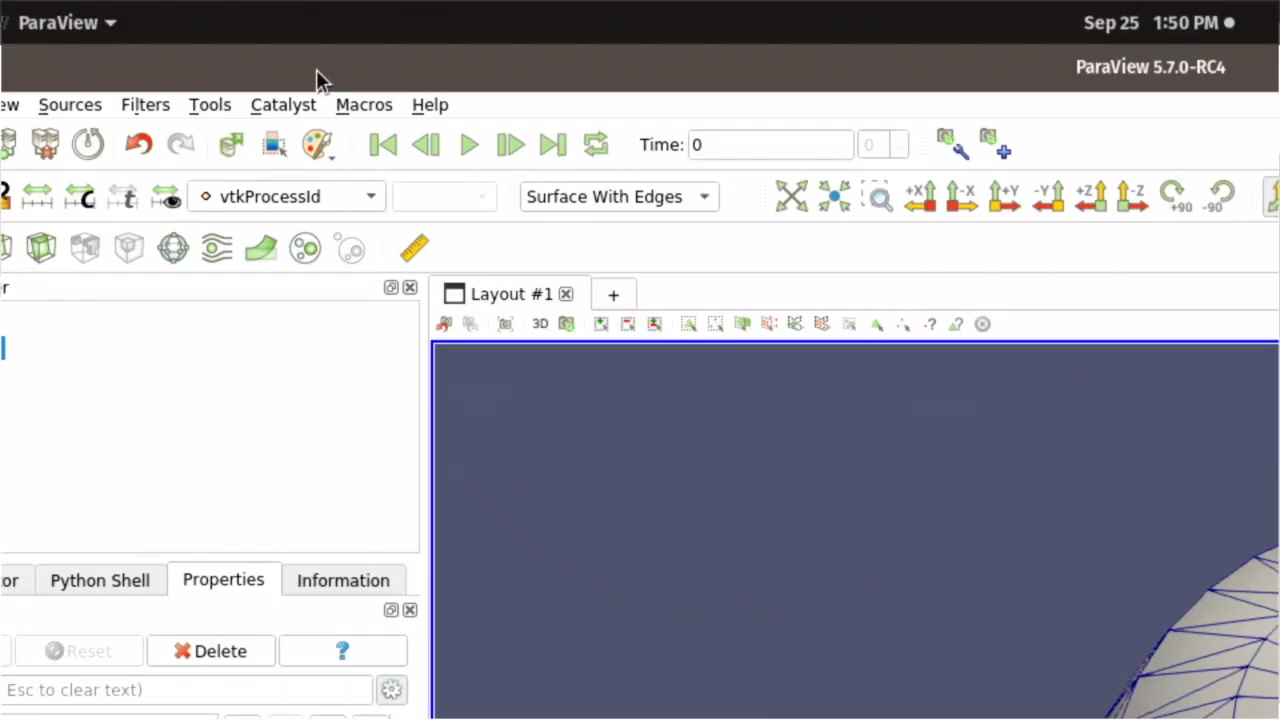 ParaView
Sep 25 1:50 PM
ParaView 5.7.0-RC4
ew Sources Filters Tools Catalyst Macros Help
Time: 0 0
C t vtkProcessId Surface With Edges +X -X +Y -Y +Z -Z +90 -90
r
Layout #1 +
3D ? ?
or Python Shell Properties Information
Reset Delete ?
Esc to clear text)